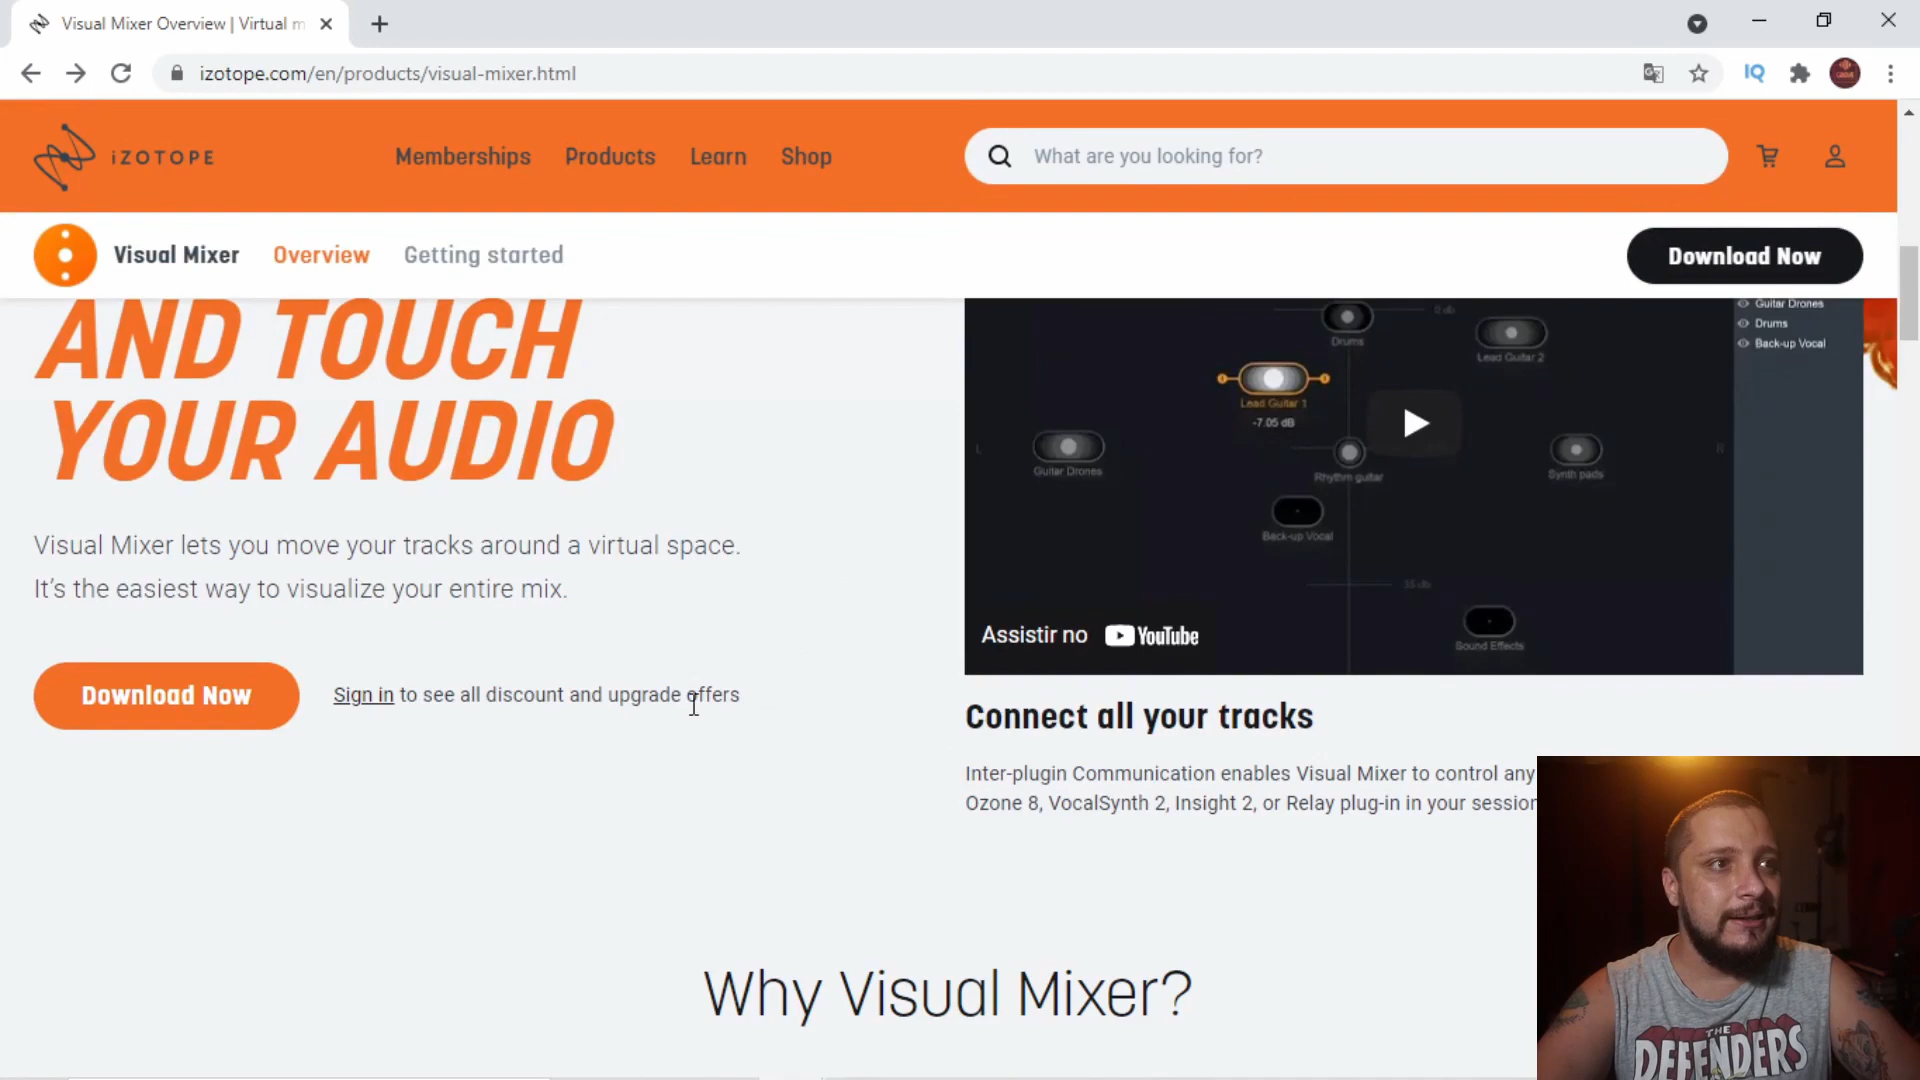 Visual Mixer Overview | Virtual m
izotope.com/en/products/visual-mixer.html
IQ
iZOTOPE
Memberships
Products
Learn
Shop
What are you looking for?
Visual Mixer
Overview
Getting started
Download Now
AND TOUCH
YOUR AUDIO
Visual Mixer lets you move your tracks around a virtual space.
It's the easiest way to visualize your entire mix.
Download Now
Sign in to see all discount and upgrade offers
0 db
Drums
Lead Guitar 2
Lead Guitar 1
-7.05 dB
L
R
Guitar Drones
Rhythm guitar
Synth pads
Back-up Vocal
Sound Effects
Guitar Drones
Drums
Back-up Vocal
Assistir no YouTube
Connect all your tracks
Inter-plugin Communication enables Visual Mixer to control any
Ozone 8, VocalSynth 2, Insight 2, or Relay plug-in in your session
Why Visual Mixer?
THE
DEFENDERS